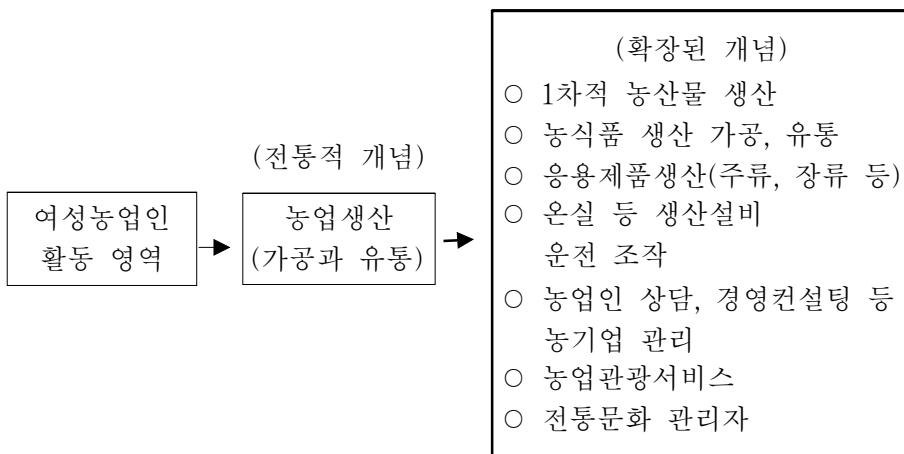 여성농업인
활동 영역
(전통적 개념)
농업생산
(가공과 유통)
(확장된 개념)
○ 1차적 농산물 생산
○ 농식품 생산 가공, 유통
○ 응용제품생산(주류, 장류 등)
○ 온실 등 생산설비
운전 조작
○ 농업인 상담, 경영컨설팅 등
농기업 관리
○ 농업관광서비스
○ 전통문화 관리자